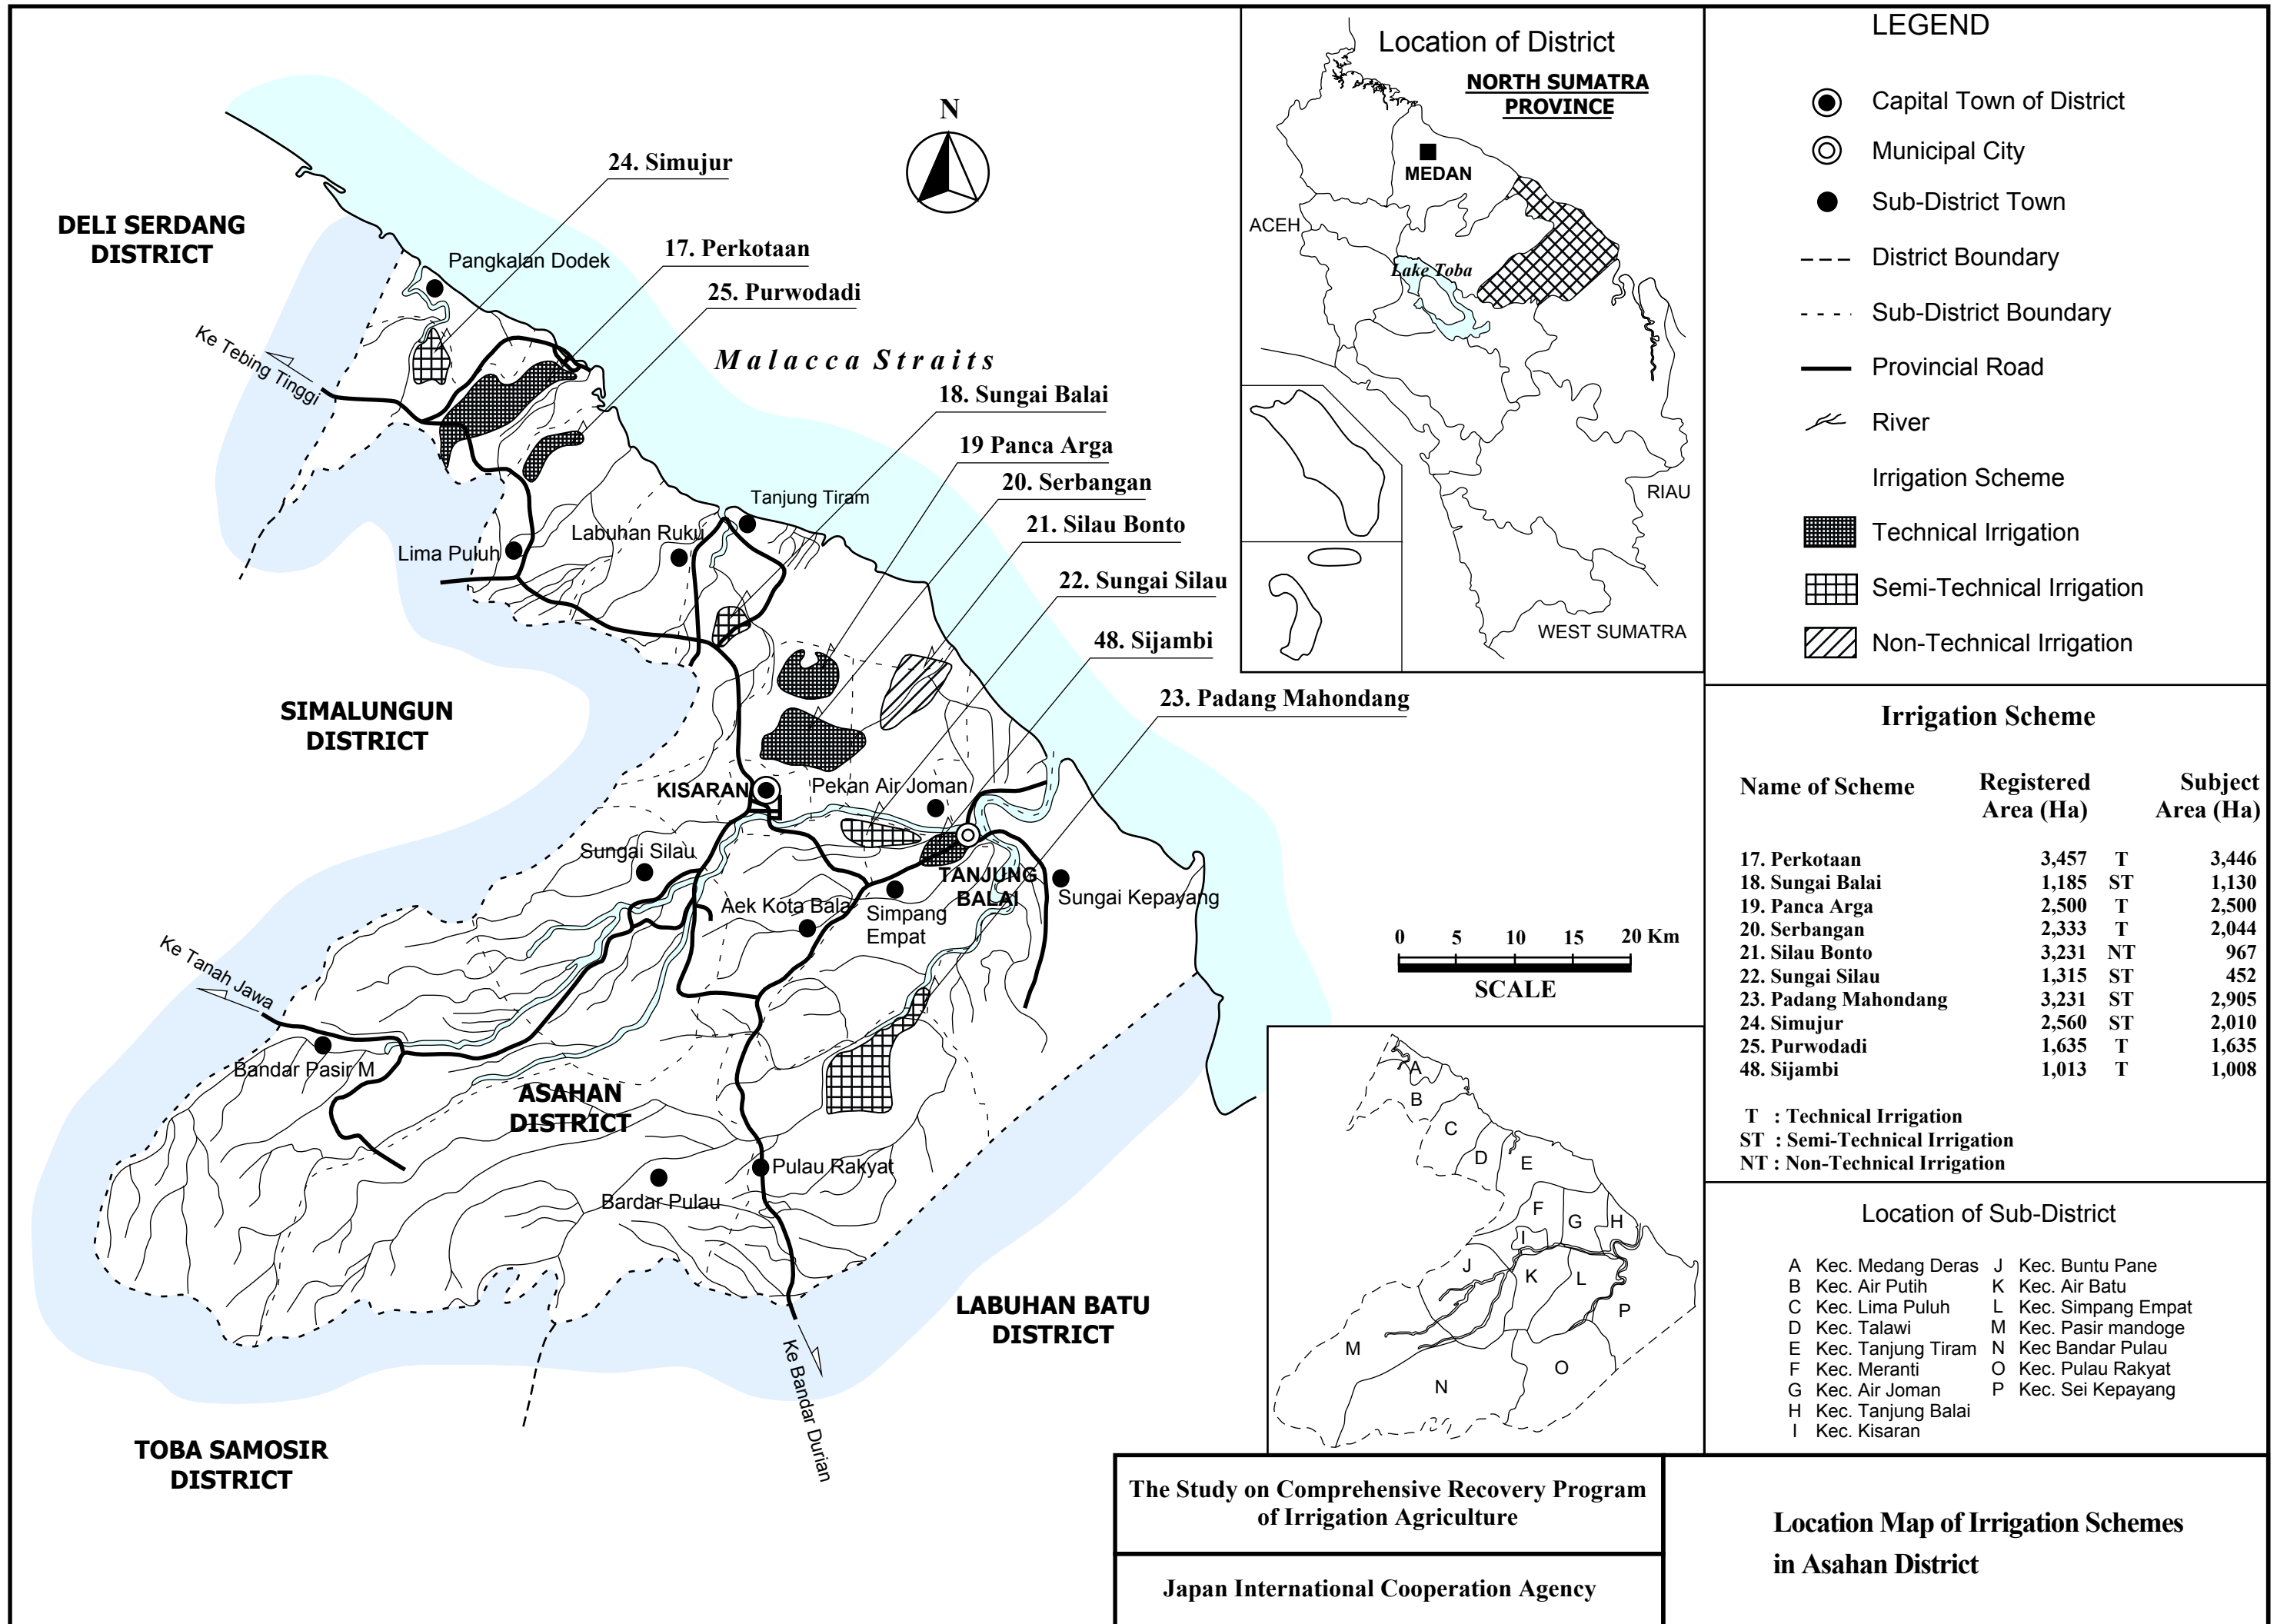 N
DELI SERDANG
DISTRICT
24. Simujur
17. Perkotaan
25. Purwodadi
Pangkalan Dodek
Ke Tebing Tinggi
Malacca Straits
18. Sungai Balai
19 Panca Arga
20. Serbangan
21. Silau Bonto
22. Sungai Silau
48. Sijambi
23. Padang Mahondang
Tanjung Tiram
Labuhan Ruku
Lima Puluh
SIMALUNGUN
DISTRICT
KISARAN
Pekan Air Joman
Sungai Silau
TANJUNG
BALAI
Sungai Kepayang
Aek Kota Bala
Simpang
Empat
Ke Tanah Jawa
Bandar Pasir M
ASAHAN
DISTRICT
Pulau Rakyat
Bardar Pulau
LABUHAN BATU
DISTRICT
Ke Bandar Durian
TOBA SAMOSIR
DISTRICT
0 5 10 15 20 Km
SCALE
Location of District
NORTH SUMATRA
PROVINCE
MEDAN
ACEH
Lake Toba
RIAU
WEST SUMATRA
A
B
C
D
E
F
G
H
I
J
K
L
P
M
O
N
LEGEND
Capital Town of District
Municipal City
Sub-District Town
District Boundary
Sub-District Boundary
Provincial Road
River
Irrigation Scheme
Technical Irrigation
Semi-Technical Irrigation
Non-Technical Irrigation
Irrigation Scheme
Name of Scheme Registered Area (Ha) Subject Area (Ha)
17. Perkotaan 3,457 T 3,446
18. Sungai Balai 1,185 ST 1,130
19. Panca Arga 2,500 T 2,500
20. Serbangan 2,333 T 2,044
21. Silau Bonto 3,231 NT 967
22. Sungai Silau 1,315 ST 452
23. Padang Mahondang 3,231 ST 2,905
24. Simujur 2,560 ST 2,010
25. Purwodadi 1,635 T 1,635
48. Sijambi 1,013 T 1,008
T : Technical Irrigation
ST : Semi-Technical Irrigation
NT : Non-Technical Irrigation
Location of Sub-District
A Kec. Medang Deras J Kec. Buntu Pane
B Kec. Air Putih K Kec. Air Batu
C Kec. Lima Puluh L Kec. Simpang Empat
D Kec. Talawi M Kec. Pasir mandoge
E Kec. Tanjung Tiram N Kec Bandar Pulau
F Kec. Meranti O Kec. Pulau Rakyat
G Kec. Air Joman P Kec. Sei Kepayang
H Kec. Tanjung Balai
I Kec. Kisaran
The Study on Comprehensive Recovery Program
of Irrigation Agriculture
Japan International Cooperation Agency
Location Map of Irrigation Schemes
in Asahan District